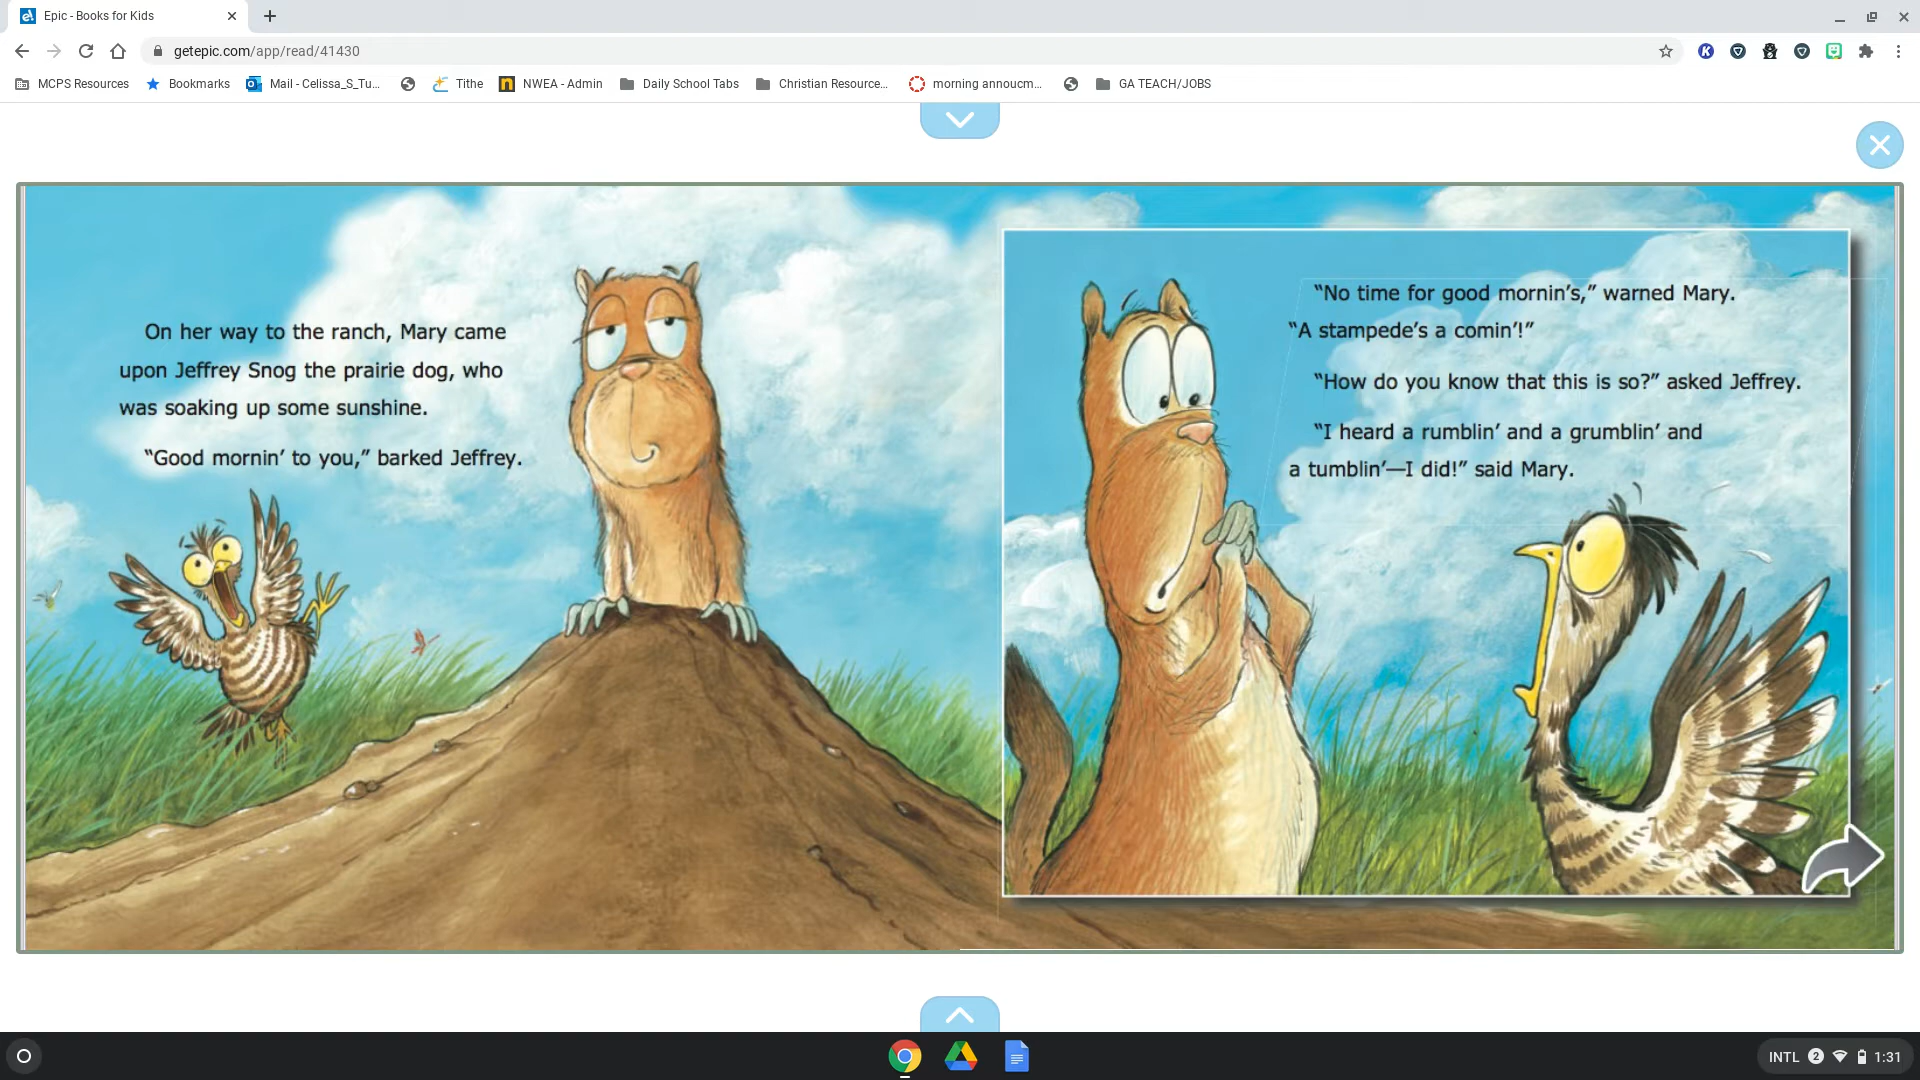 Epic - Books for Kids
getepic.com/app/read/41430
MCPS Resources
Bookmarks
Mail - Celissa_S_Tu...
Tithe
NWEA - Admin
Daily School Tabs
Christian Resource...
morning annoucm...
GA TEACH/JOBS
On her way to the ranch, Mary came
upon Jeffrey Snog the prairie dog, who
was soaking up some sunshine.
“Good mornin’ to you,” barked Jeffrey.
“No time for good mornin’s,” warned Mary.
“A stampede’s a comin’!”
“How do you know that this is so?” asked Jeffrey.
“I heard a rumblin’ and a grumblin’ and
a tumblin’—I did!” said Mary.
INTL 2 1:31